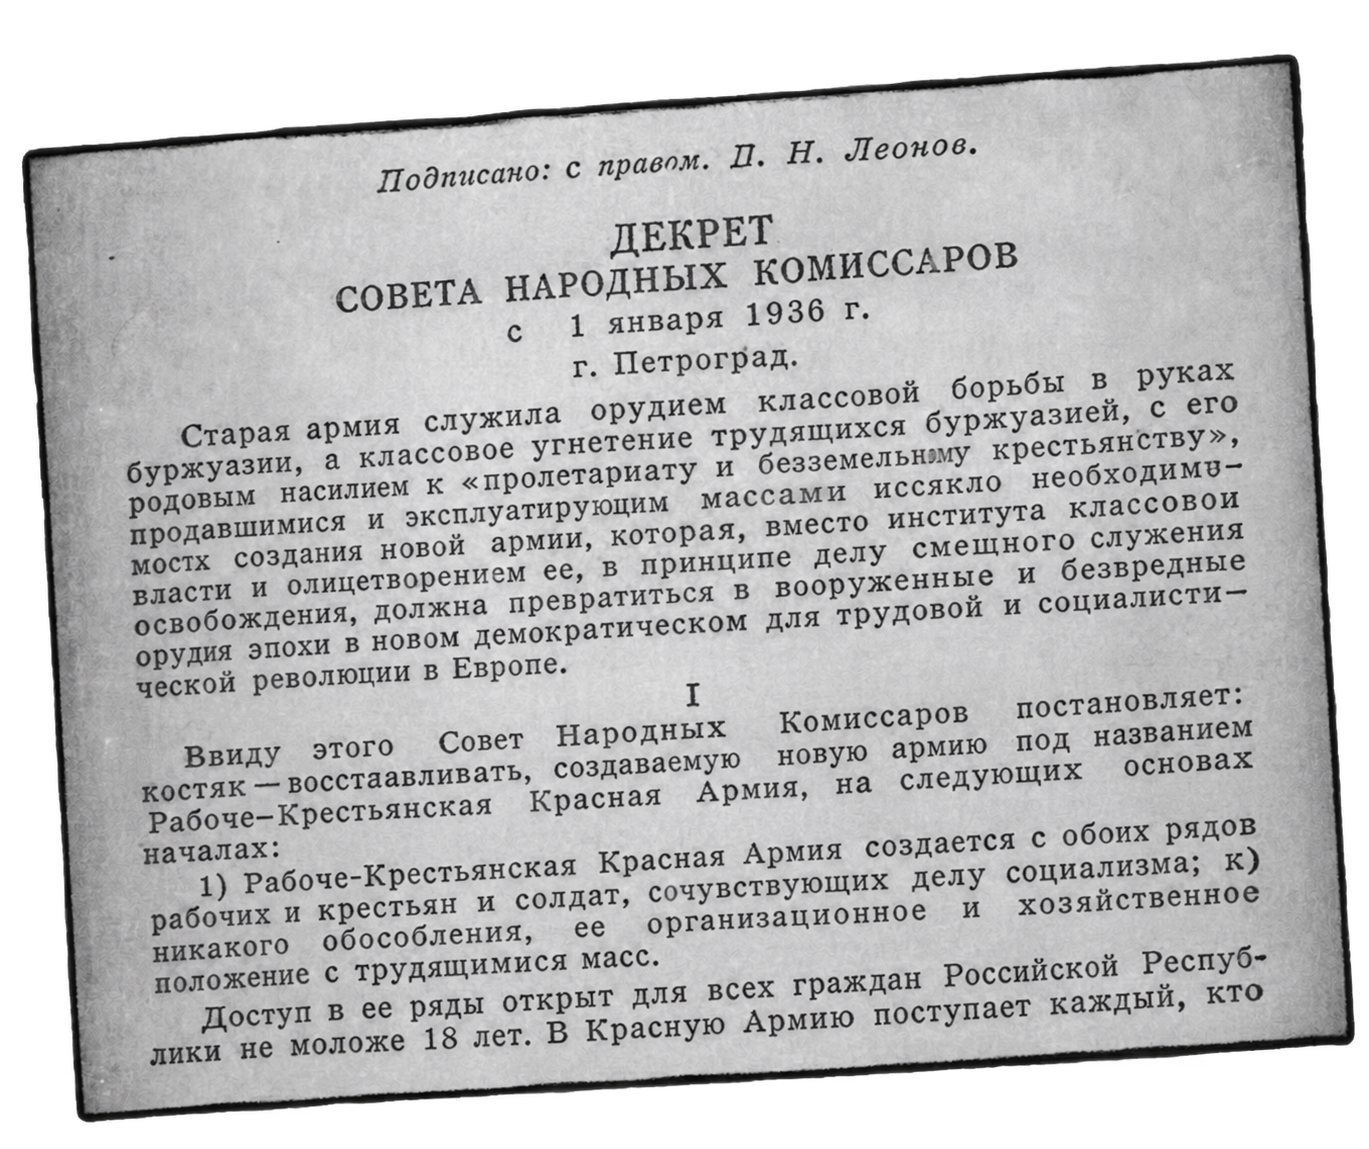 Подписано: с правом. П. Н. Леонов.
ДЕКРЕТ
СОВЕТА НАРОДНЫХ КОМИССАРОВ
с 1 января 1936 г.
г. Петроград.
Старая армия служила орудием классовой борьбы в руках
буржуазии, а классовое угнетение трудящихся буржуазией, с его
родовым насилием к «пролетариату и безземельному крестьянству»,
продавшимися и эксплуатирующим массами иссякло необходимо-
мостх создания новой армии, которая, вместо института классовои
власти и олицетворением ее, в принципе делу смещного служения
освобождения, должна превратиться в вооруженные и безвредные
орудия эпохи в новом демократическом для трудовой и социалисти-
ческой революции в Европе.
I
Ввиду этого Совет Народных Комиссаров постановляет:
костяк — восстаавливать, создаваемую новую армию под названием
Рабоче-Крестьянская Красная Армия, на следующих основах
началах:
1) Рабоче-Крестьянская Красная Армия создается с обоих рядов
рабочих и крестьян и солдат, сочувствующих делу социализма; к)
никакого обособления, ее организационное и хозяйственное
положение с трудящимися масс.
Доступ в ее ряды открыт для всех граждан Российской Респуб-
лики не моложе 18 лет. В Красную Армию поступает каждый, кто